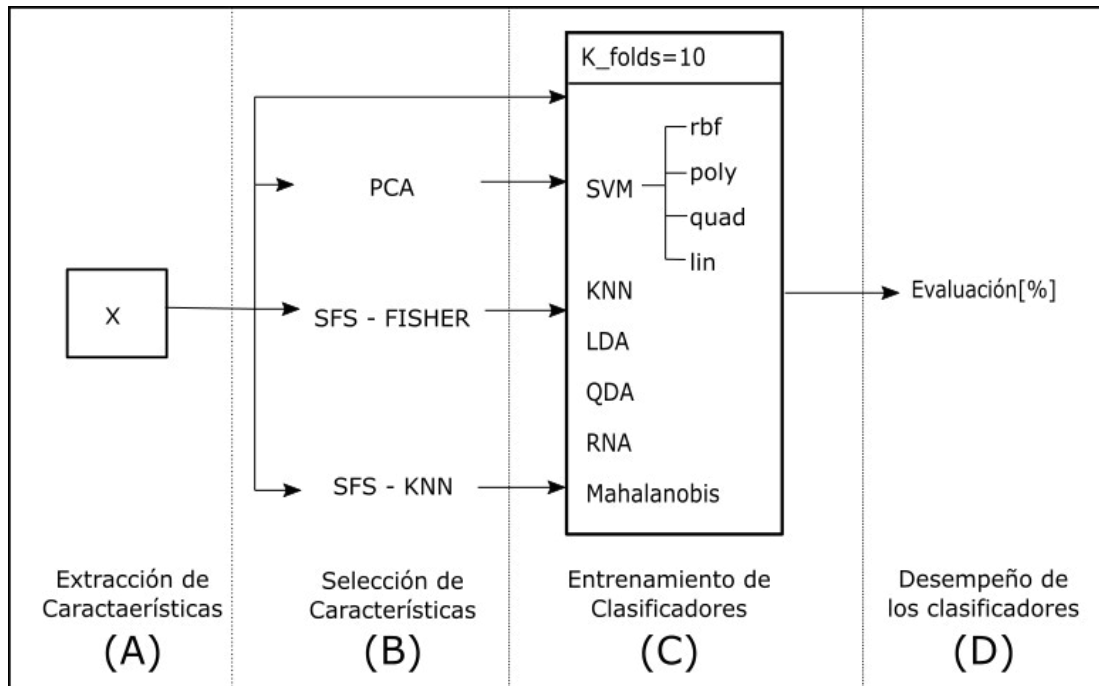 K_folds=10
rbf
poly
SVM
quad
lin
PCA
X
SFS - FISHER
KNN
LDA
QDA
RNA
SFS - KNN
Mahalanobis
Evaluación[%]
Extracción de
Caractaerísticas
(A)
Selección de
Características
(B)
Entrenamiento de
Clasificadores
(C)
Desempeño de
los clasificadores
(D)